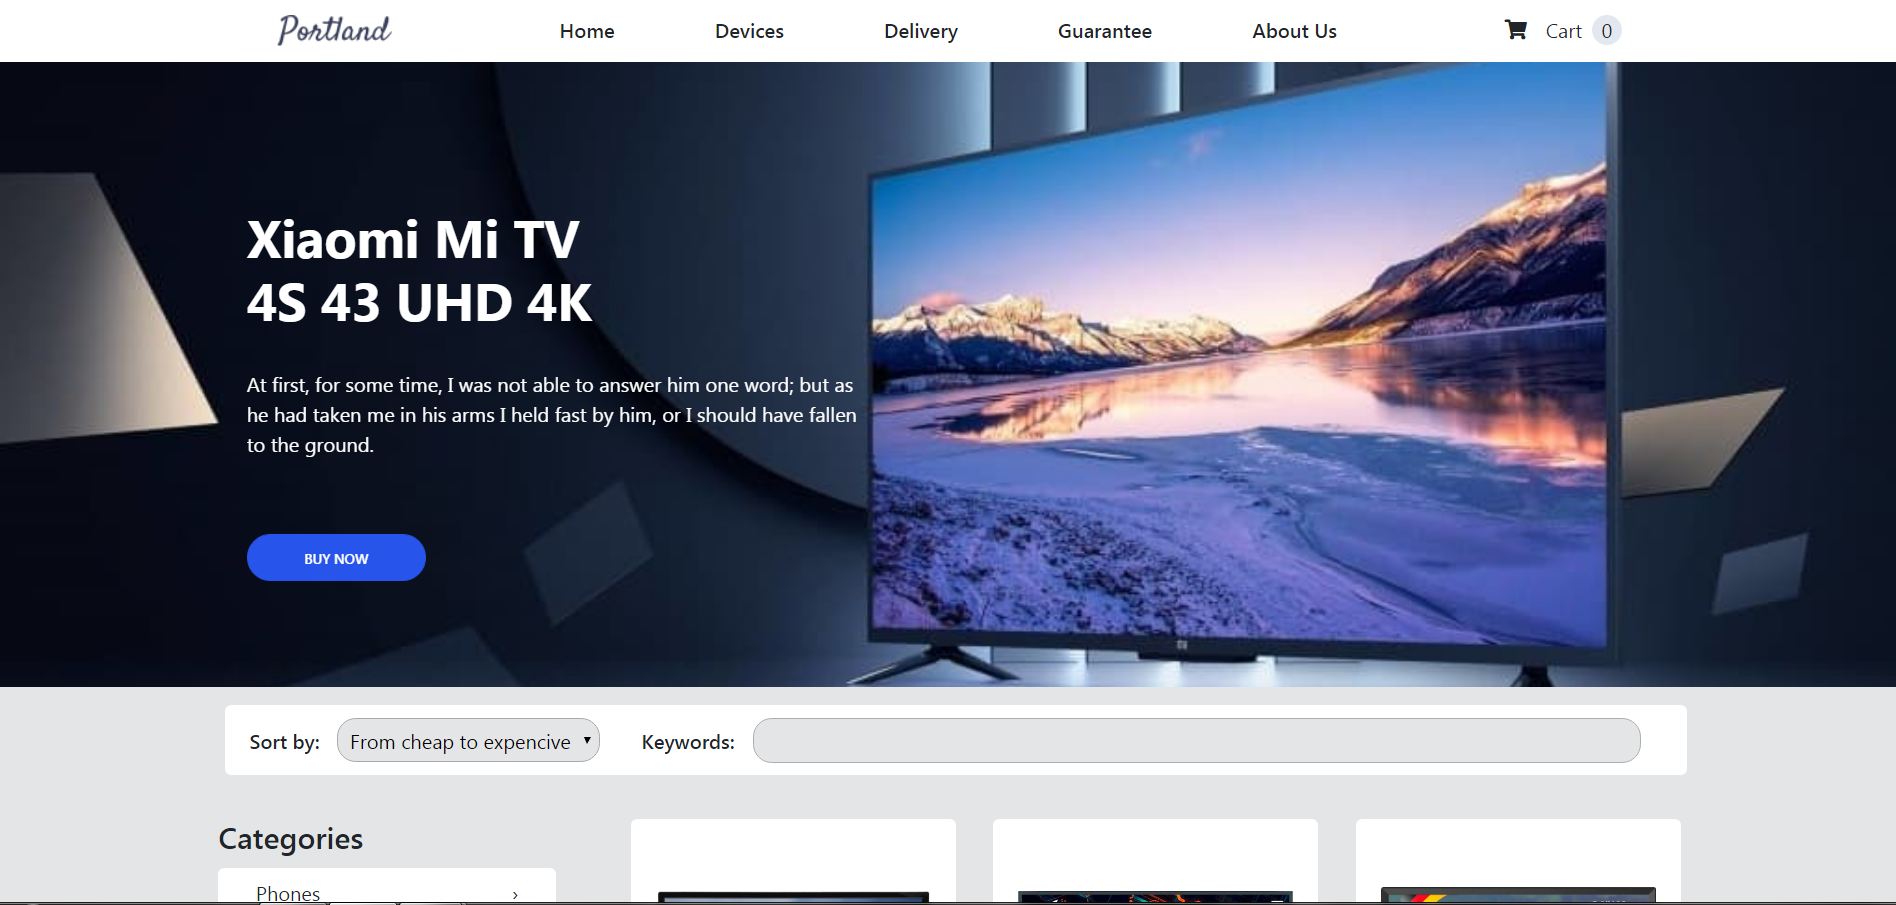 Portland
Home
Devices
Delivery
Guarantee
About Us
Cart 0
Xiaomi Mi TV
4S 43 UHD 4K
At first, for some time, I was not able to answer him one word; but as
he had taken me in his arms I held fast by him, or I should have fallen
to the ground.
BUY NOW
Sort by:
From cheap to expencive
Keywords:
Categories
Phones